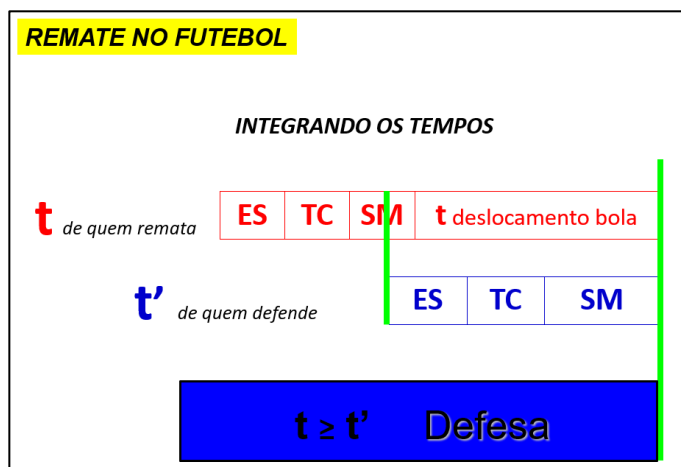 REMATE NO FUTEBOL
INTEGRANDO OS TEMPOS
t de quem remata ES TC SM t deslocamento bola
t’ de quem defende ES TC SM
t ≥ t’ Defesa